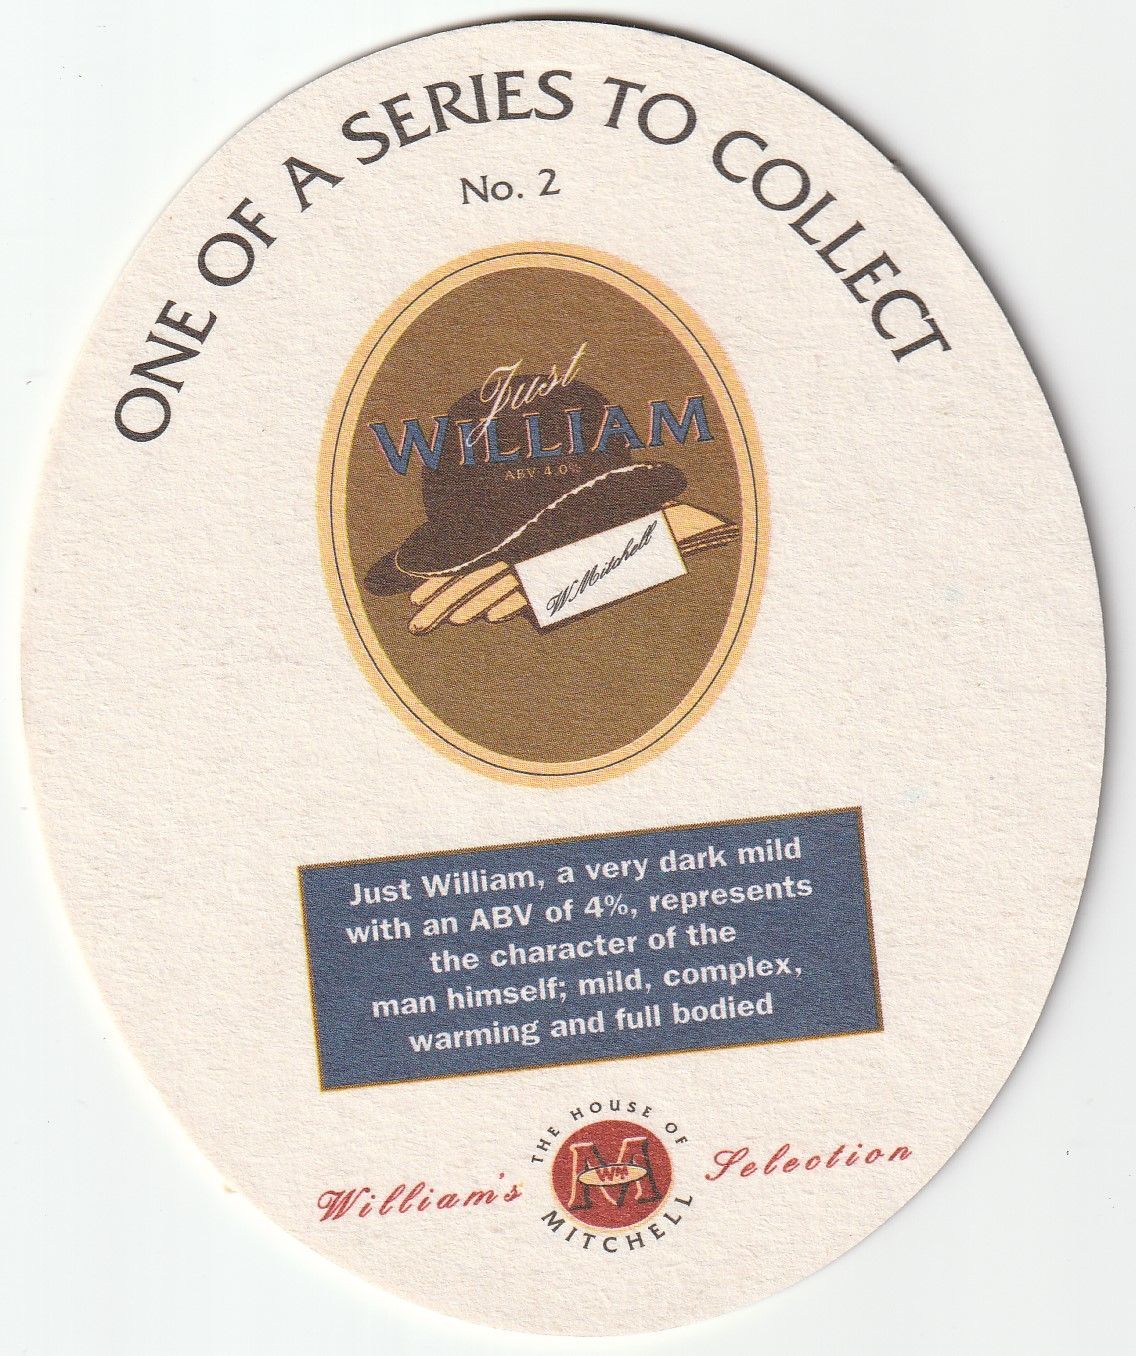 ONE OF A SERIES TO COLLECT
No. 2
Just
WILLIAM
ABV 4.0%
W Mitchell
Just William, a very dark mild
with an ABV of 4%, represents
the character of the
man himself; mild, complex,
warming and full bodied
William's Selection
THE HOUSE OF
WM
M
MITCHELL